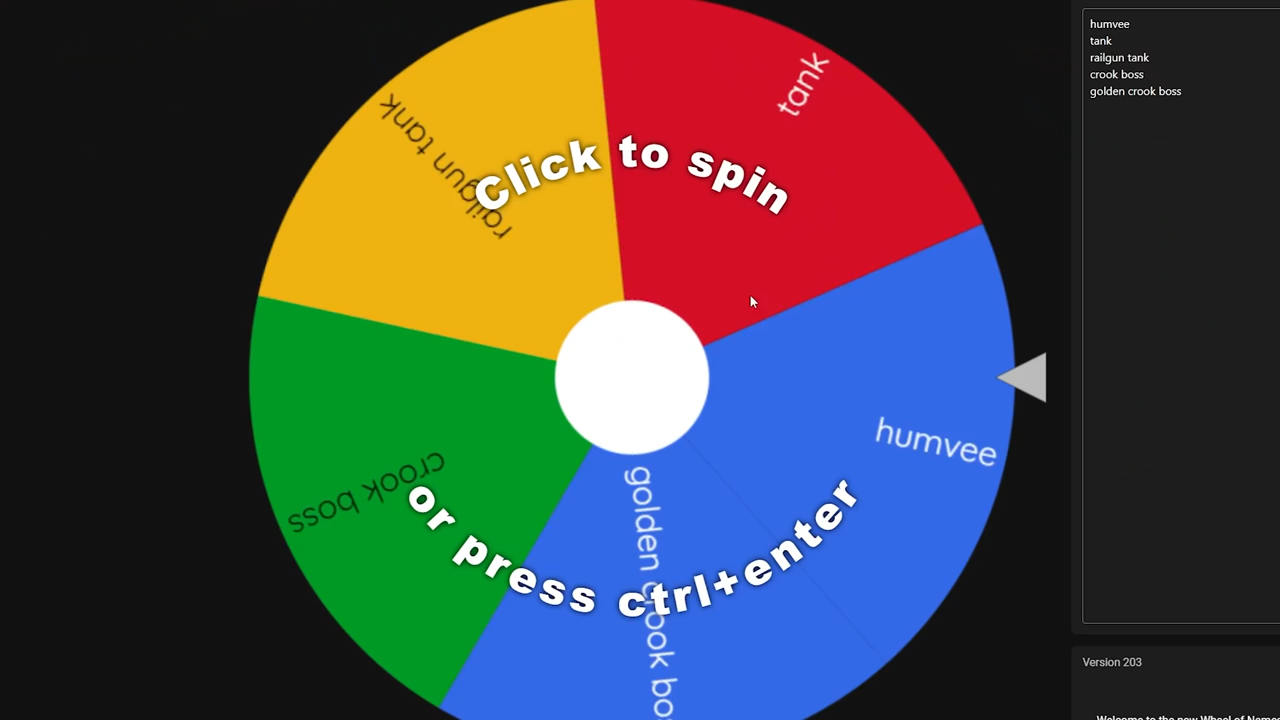 tank
railgun tank
Click to spin
humvee
crook boss
golden crook bos
or press ctrl+enter
humvee
tank
railgun tank
crook boss
golden crook boss
Version 203